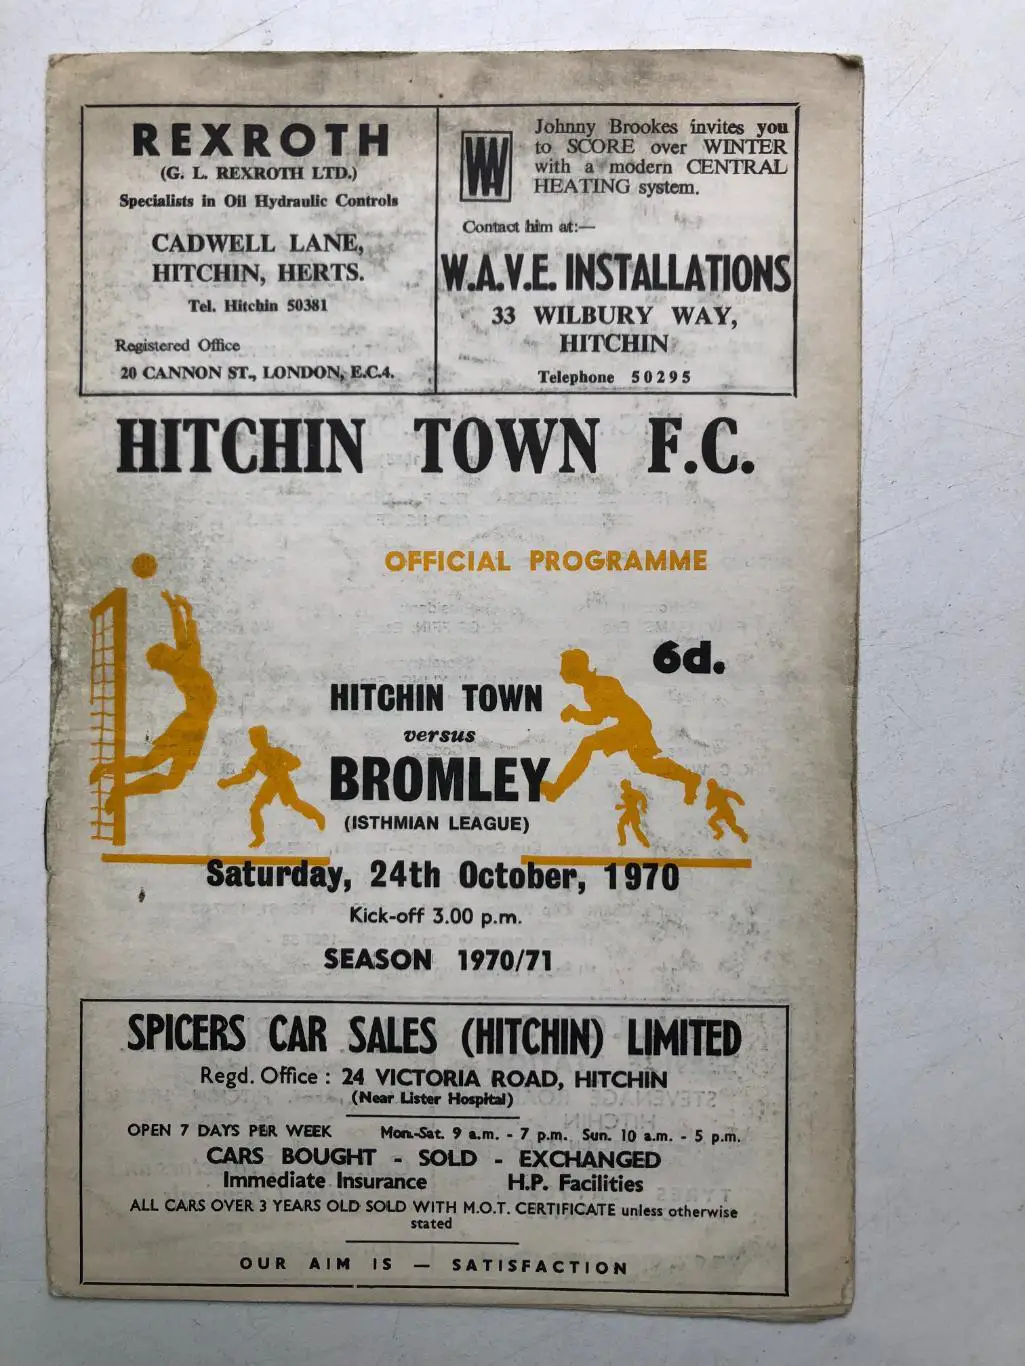 REXROTH
(G. L. REXROTH LTD.)
Specialists in Oil Hydraulic Controls
CADWELL LANE,
HITCHIN, HERTS.
Tel. Hitchin 50381
Registered Office
20 CANNON ST., LONDON, E.C.4.
W
Johnny Brookes invites you
to SCORE over WINTER
with a modern CENTRAL
HEATING system.
Contact him at:—
W.A.V.E. INSTALLATIONS
33 WILBURY WAY,
HITCHIN
Telephone 50295
HITCHIN TOWN F.C.
OFFICIAL PROGRAMME
6d.
HITCHIN TOWN
versus
BROMLEY
(ISTHMIAN LEAGUE)
Saturday, 24th October, 1970
Kick-off 3.00 p.m.
SEASON 1970/71
SPICERS CAR SALES (HITCHIN) LIMITED
Regd. Office : 24 VICTORIA ROAD, HITCHIN
(Near Lister Hospital)
OPEN 7 DAYS PER WEEK Mon.-Sat. 9 a.m. - 7 p.m. Sun. 10 a.m. - 5 p.m.
CARS BOUGHT - SOLD - EXCHANGED
Immediate Insurance H.P. Facilities
ALL CARS OVER 3 YEARS OLD SOLD WITH M.O.T. CERTIFICATE unless otherwise
stated
OUR AIM IS — SATISFACTION